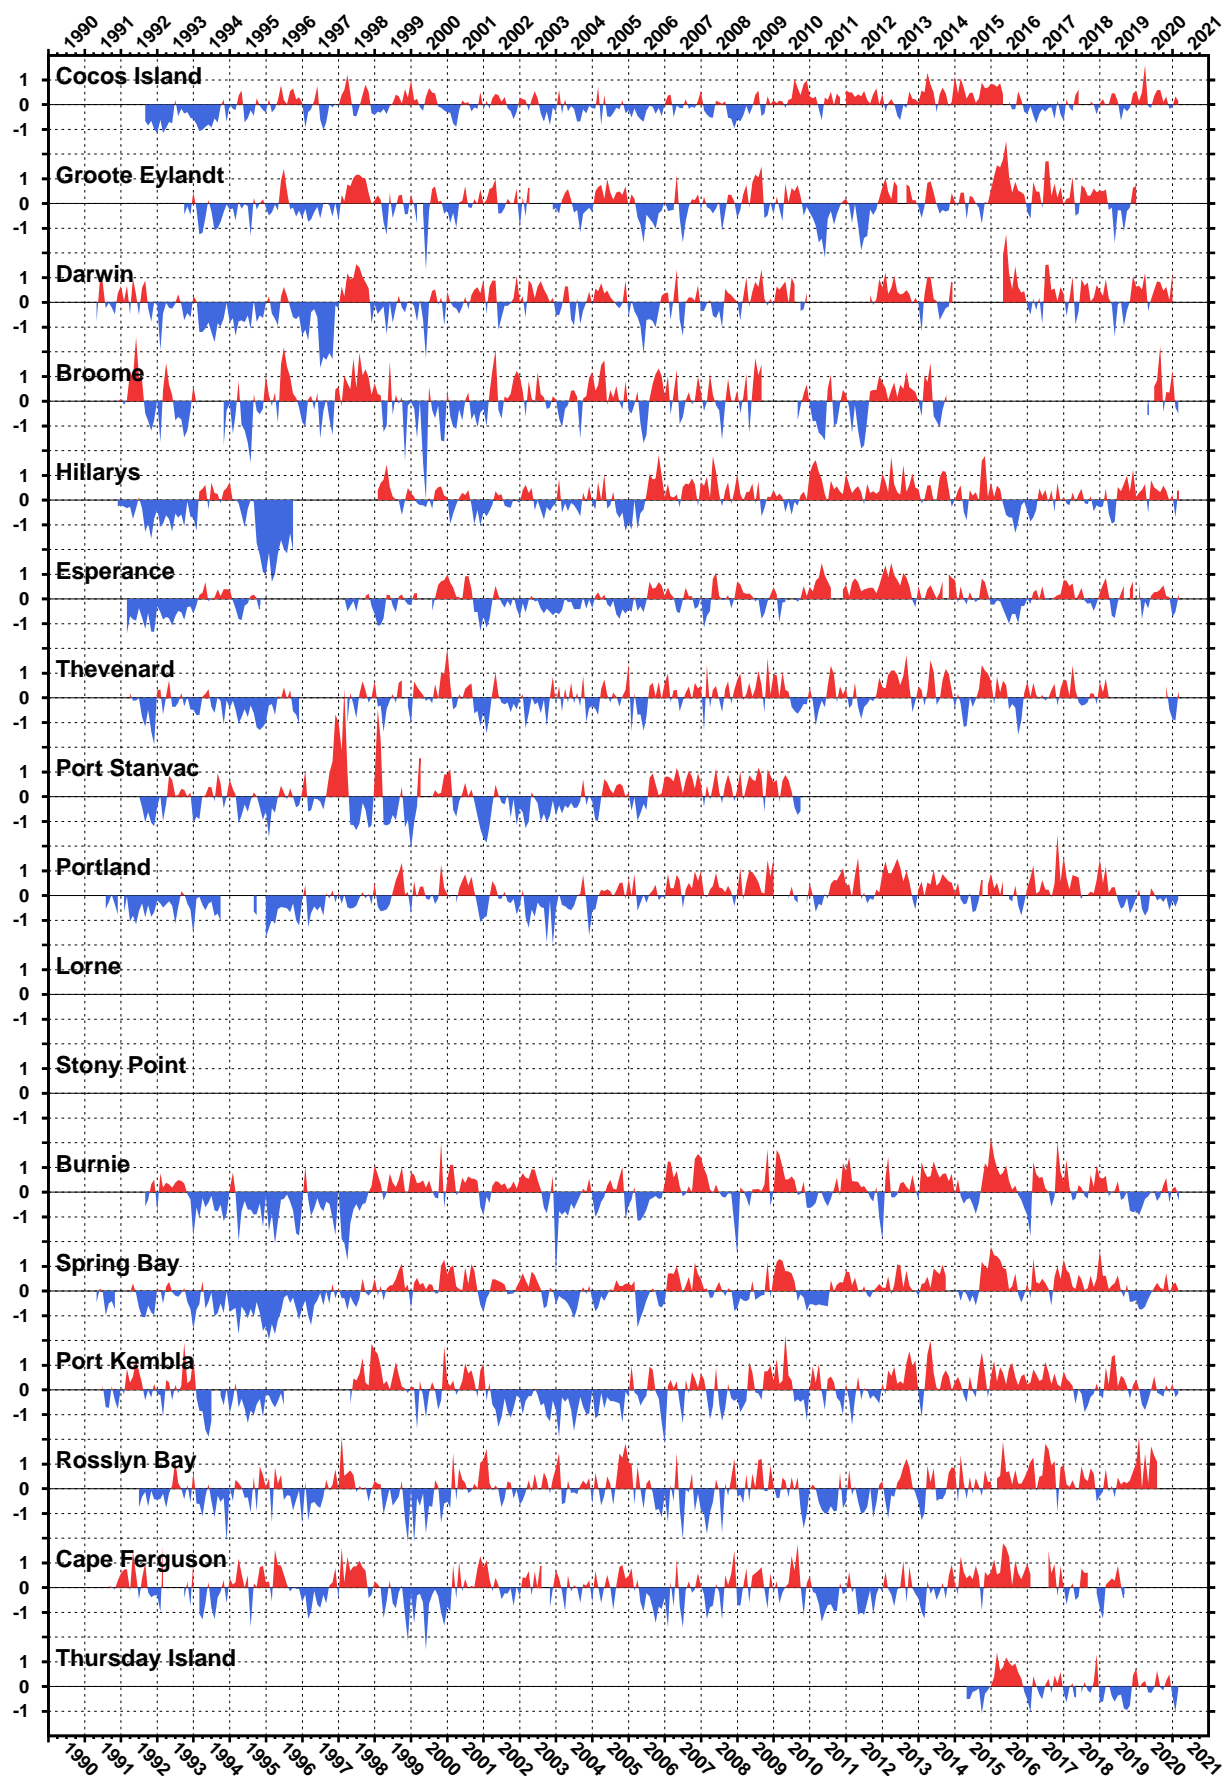 1990 1991 1992 1993 1994 1995 1996 1997 1998 1999 2000 2001 2002 2003 2004 2005 2006 2007 2008 2009 2010 2011 2012 2013 2014 2015 2016 2017 2018 2019 2020 2021
Cocos Island
1
0
-1
Groote Eylandt
1
0
-1
Darwin
1
0
-1
Broome
1
0
-1
Hillarys
1
0
-1
Esperance
1
0
-1
Thevenard
1
0
-1
Port Stanvac
1
0
-1
Portland
1
0
-1
Lorne
1
0
-1
Stony Point
1
0
-1
Burnie
1
0
-1
Spring Bay
1
0
-1
Port Kembla
1
0
-1
Rosslyn Bay
1
0
-1
Cape Ferguson
1
0
-1
Thursday Island
1
0
-1
1990 1991 1992 1993 1994 1995 1996 1997 1998 1999 2000 2001 2002 2003 2004 2005 2006 2007 2008 2009 2010 2011 2012 2013 2014 2015 2016 2017 2018 2019 2020 2021